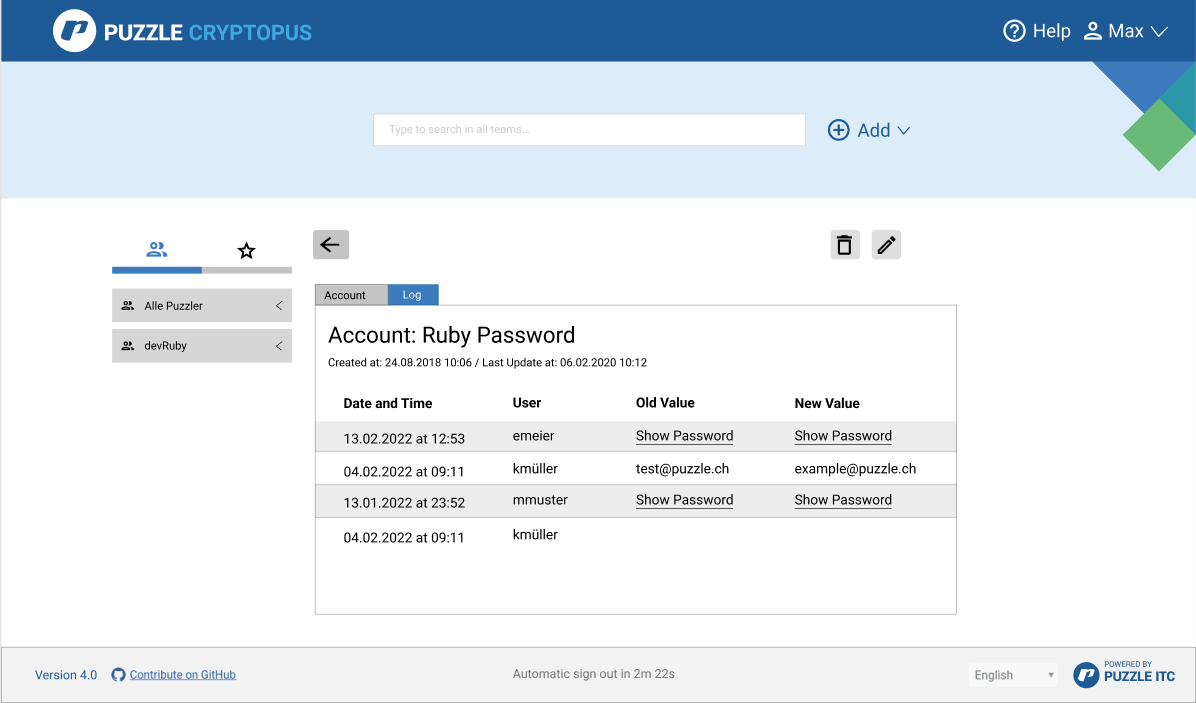 PUZZLE CRYPTOPUS
Help Max
Type to search in all teams...
Add
Alle Puzzler
devRuby
Account Log
Account: Ruby Password
Created at: 24.08.2018 10:06 / Last Update at: 06.02.2020 10:12
Date and Time User Old Value New Value
13.02.2022 at 12:53 emeier Show Password Show Password
04.02.2022 at 09:11 kmüller test@puzzle.ch example@puzzle.ch
13.01.2022 at 23:52 mmuster Show Password Show Password
04.02.2022 at 09:11 kmüller
Version 4.0 Contribute on GitHub Automatic sign out in 2m 22s English POWERED BY
PUZZLE ITC